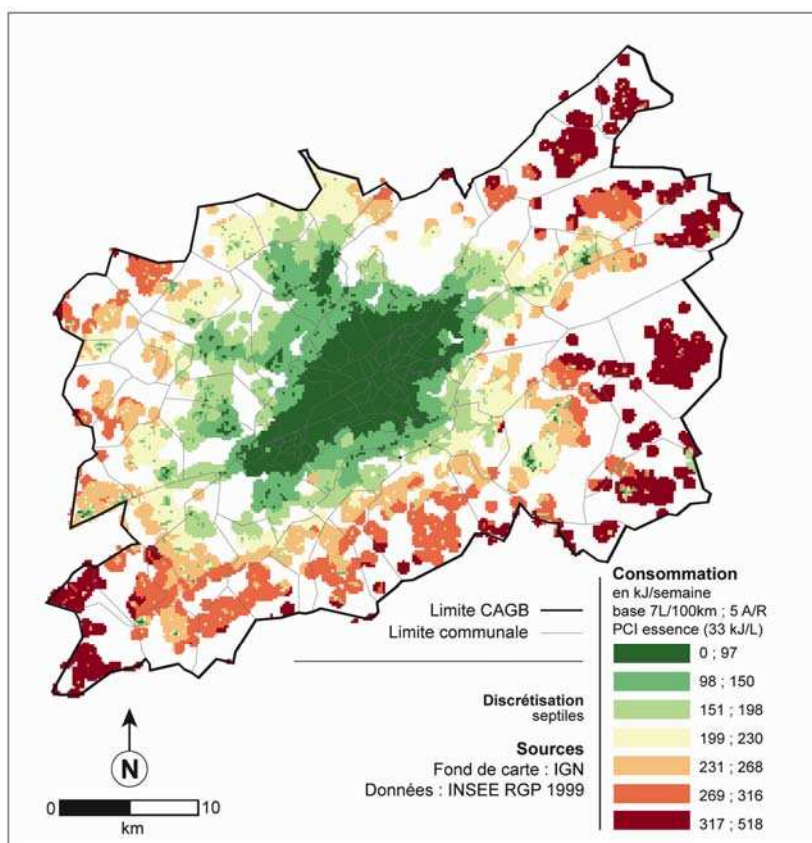 Limite CAGB
Limite communale
Discrétisation
septiles
Sources
Fond de carte : IGN
Données : INSEE RGP 1999
N
0 10
km
Consommation
en kJ/semaine
base 7L/100km ; 5 A/R
PCI essence (33 kJ/L)
0 ; 97
98 ; 150
151 ; 198
199 ; 230
231 ; 268
269 ; 316
317 ; 518